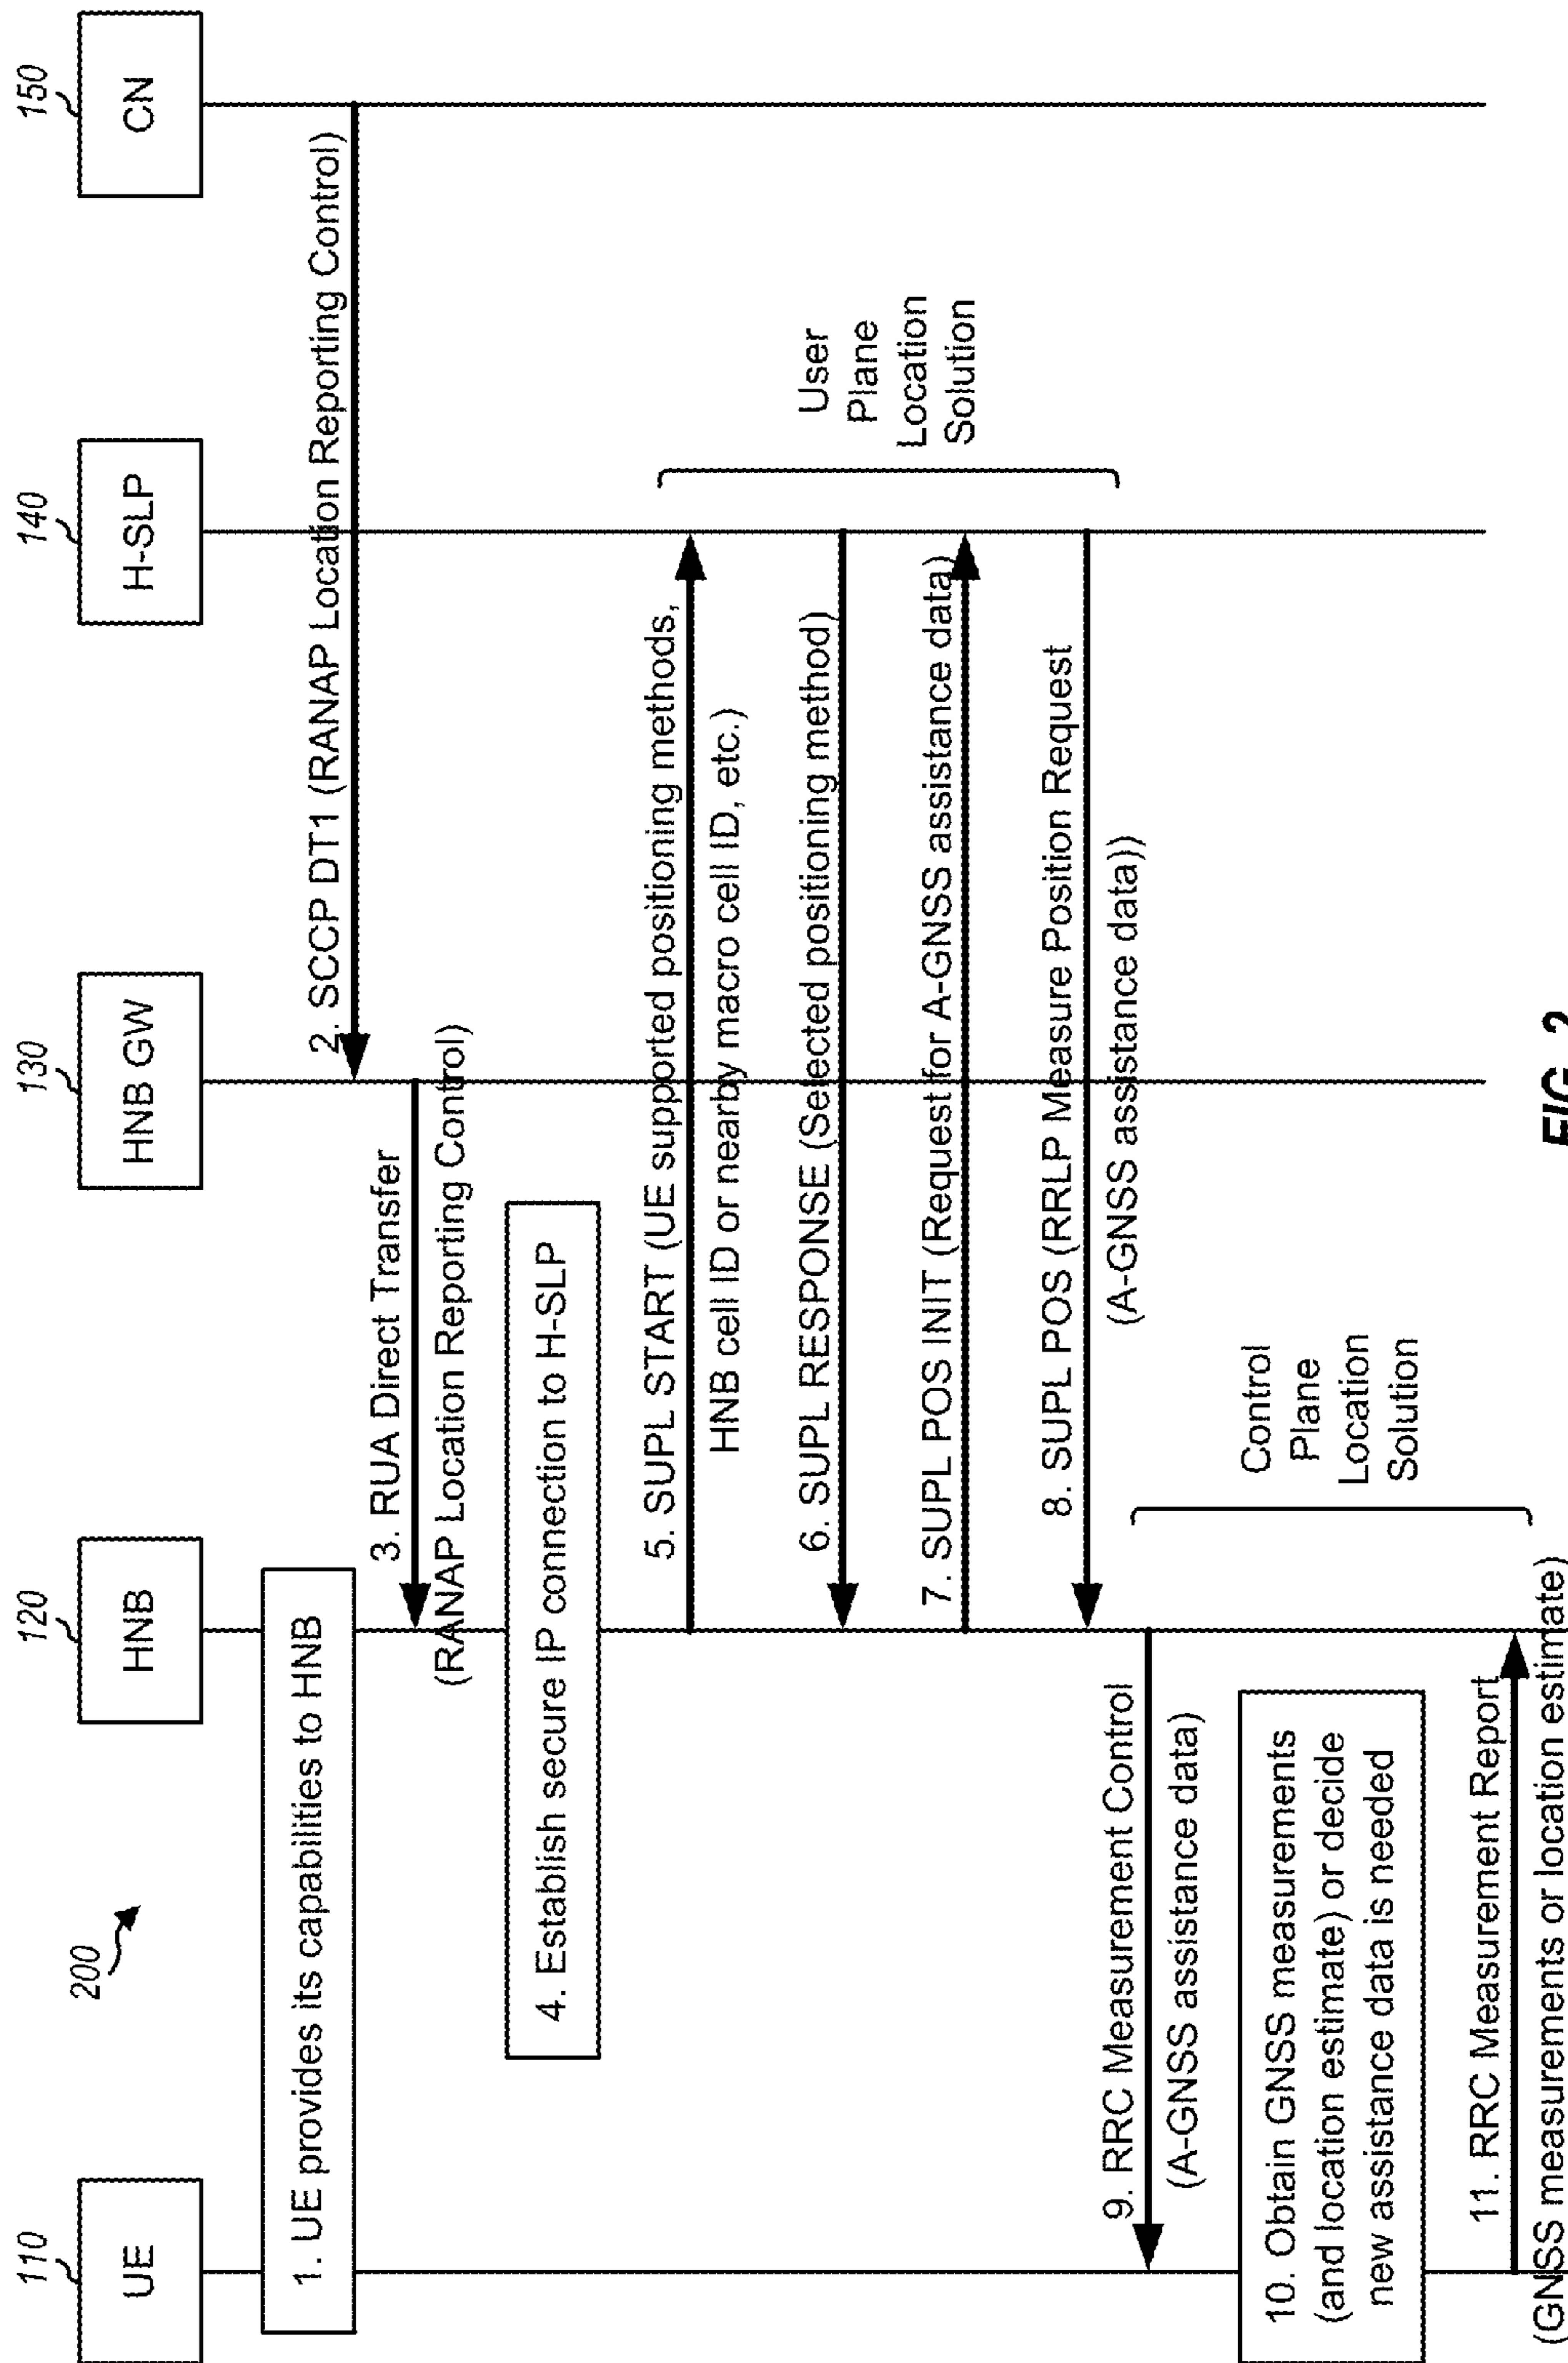 200
110
120
130
140
150
UE
HNB
HNB GW
H-SLP
CN
1. UE provides its capabilities to HNB
2. SCCP DT1 (RANAP Location Reporting Control)
3. RUA Direct Transfer
(RANAP Location Reporting Control)
4. Establish secure IP connection to H-SLP
5. SUPL START (UE supported positioning methods,
HNB cell ID or nearby macro cell ID, etc.)
6. SUPL RESPONSE (Selected positioning method)
7. SUPL POS INIT (Request for A-GNSS assistance data)
8. SUPL POS (RRLP Measure Position Request
(A-GNSS assistance data))
User
Plane
Location
Solution
9. RRC Measurement Control
(A-GNSS assistance data)
10. Obtain GNSS measurements
(and location estimate) or decide
new assistance data is needed
11. RRC Measurement Report
(GNSS measurements or location estimate)
Control
Plane
Location
Solution
FIG. 2